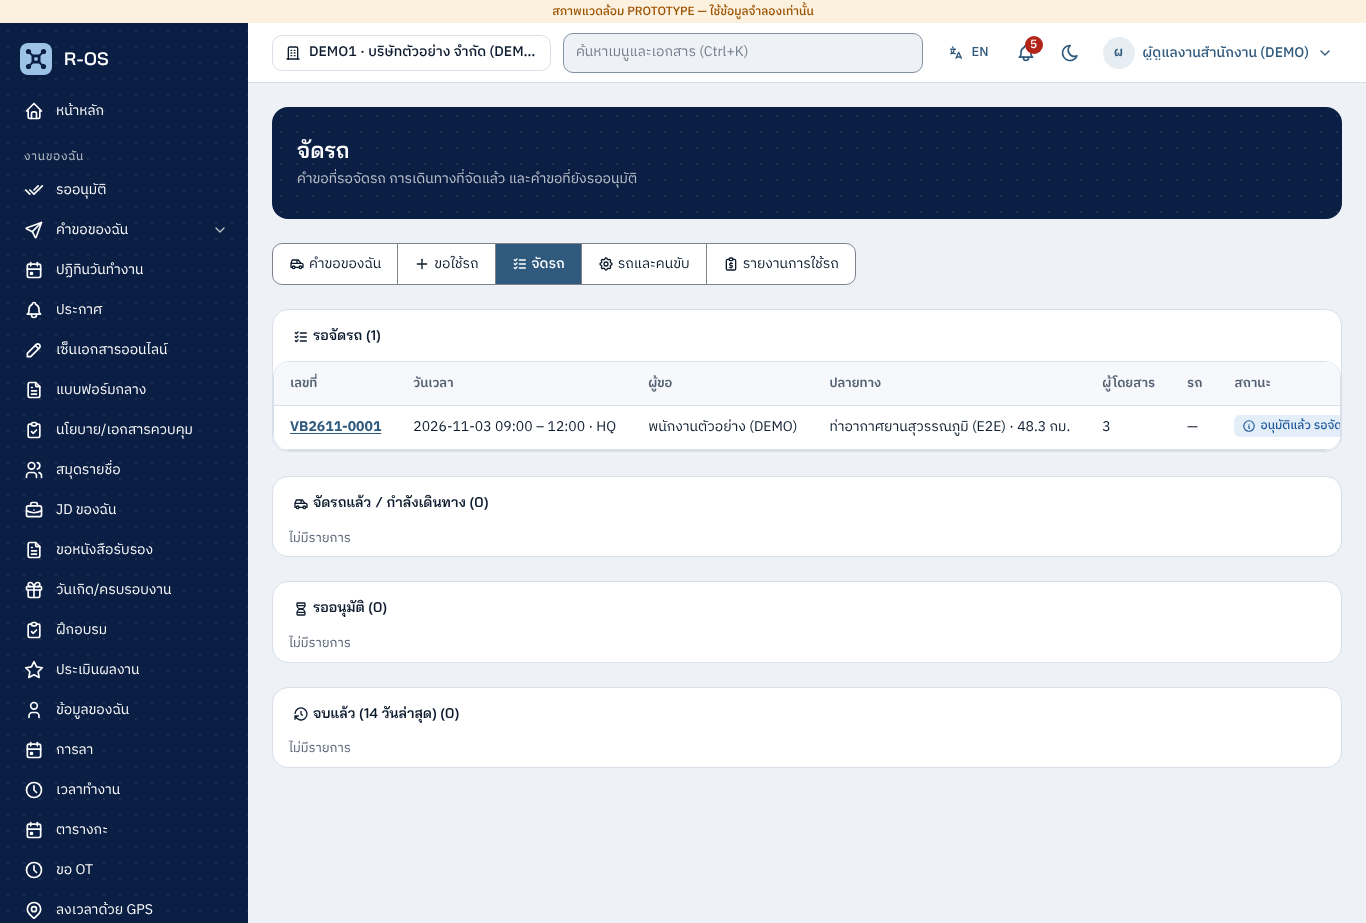 สภาพแวดล้อม PROTOTYPE — ใช้ข้อมูลจำลองเท่านั้น
R-OS
DEMO1 · บริษัทตัวอย่าง จำกัด (DEM...
ค้นหาเมนูและเอกสาร (Ctrl+K)
EN
5
ผ
ผู้ดูแลงานสำนักงาน (DEMO)
หน้าหลัก
งานของฉัน
รออนุมัติ
คำขอของฉัน
ปฏิทินวันทำงาน
ประกาศ
เซ็นเอกสารออนไลน์
แบบฟอร์มกลาง
นโยบาย/เอกสารควบคุม
สมุดรายชื่อ
JD ของฉัน
ขอหนังสือรับรอง
วันเกิด/ครบรอบงาน
ฝึกอบรม
ประเมินผลงาน
ข้อมูลของฉัน
การลา
เวลาทำงาน
ตารางกะ
ขอ OT
ลงเวลาด้วย GPS
จัดรถ
คำขอที่รอจัดรถ การเดินทางที่จัดแล้ว และคำขอที่ยังรออนุมัติ
คำขอของฉัน
ขอใช้รถ
จัดรถ
รถและคนขับ
รายงานการใช้รถ
รอจัดรถ (1)
เลขที่ วันเวลา ผู้ขอ ปลายทาง ผู้โดยสาร รถ สถานะ
VB2611-0001 2026-11-03 09:00 – 12:00 · HQ พนักงานตัวอย่าง (DEMO) ท่าอากาศยานสุวรรณภูมิ (E2E) · 48.3 กม. 3 — อนุมัติแล้ว รอจัด
จัดรถแล้ว / กำลังเดินทาง (0)
ไม่มีรายการ
รออนุมัติ (0)
ไม่มีรายการ
จบแล้ว (14 วันล่าสุด) (0)
ไม่มีรายการ